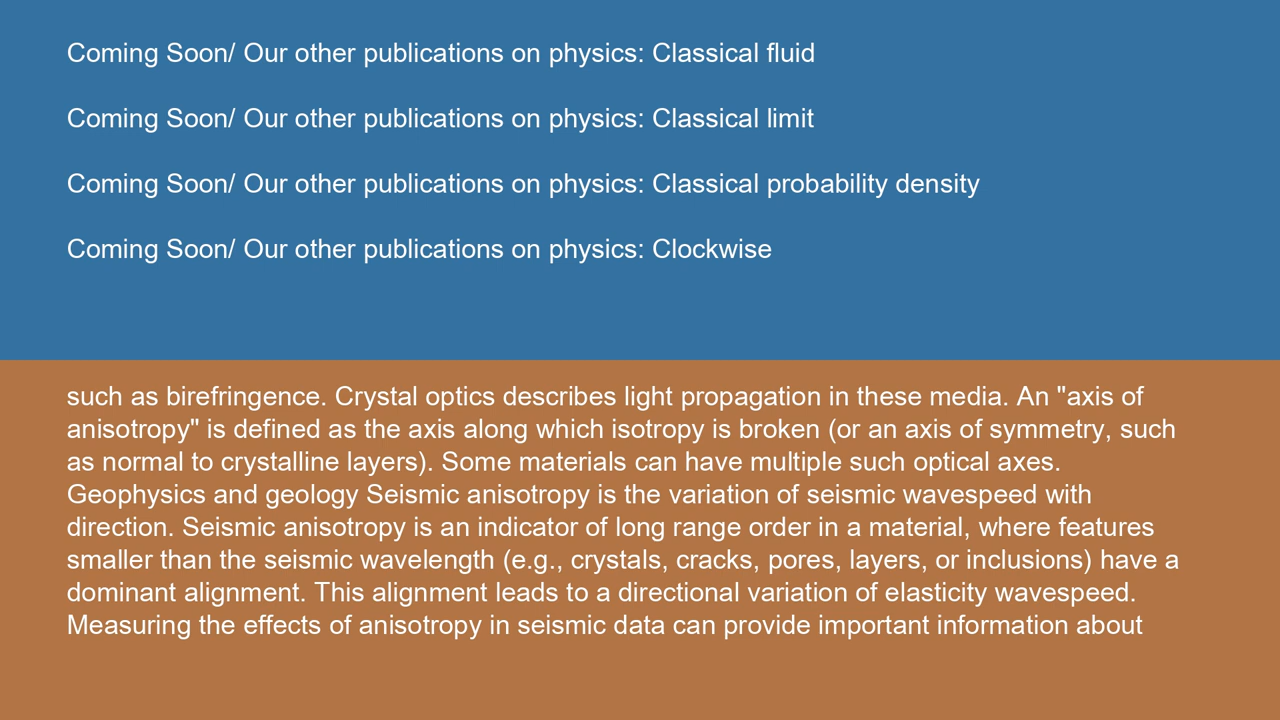 Coming Soon/ Our other publications on physics: Classical fluid
Coming Soon/ Our other publications on physics: Classical limit
Coming Soon/ Our other publications on physics: Classical probability density
Coming Soon/ Our other publications on physics: Clockwise
such as birefringence. Crystal optics describes light propagation in these media. An "axis of
anisotropy" is defined as the axis along which isotropy is broken (or an axis of symmetry, such
as normal to crystalline layers). Some materials can have multiple such optical axes.
Geophysics and geology Seismic anisotropy is the variation of seismic wavespeed with
direction. Seismic anisotropy is an indicator of long range order in a material, where features
smaller than the seismic wavelength (e.g., crystals, cracks, pores, layers, or inclusions) have a
dominant alignment. This alignment leads to a directional variation of elasticity wavespeed.
Measuring the effects of anisotropy in seismic data can provide important information about